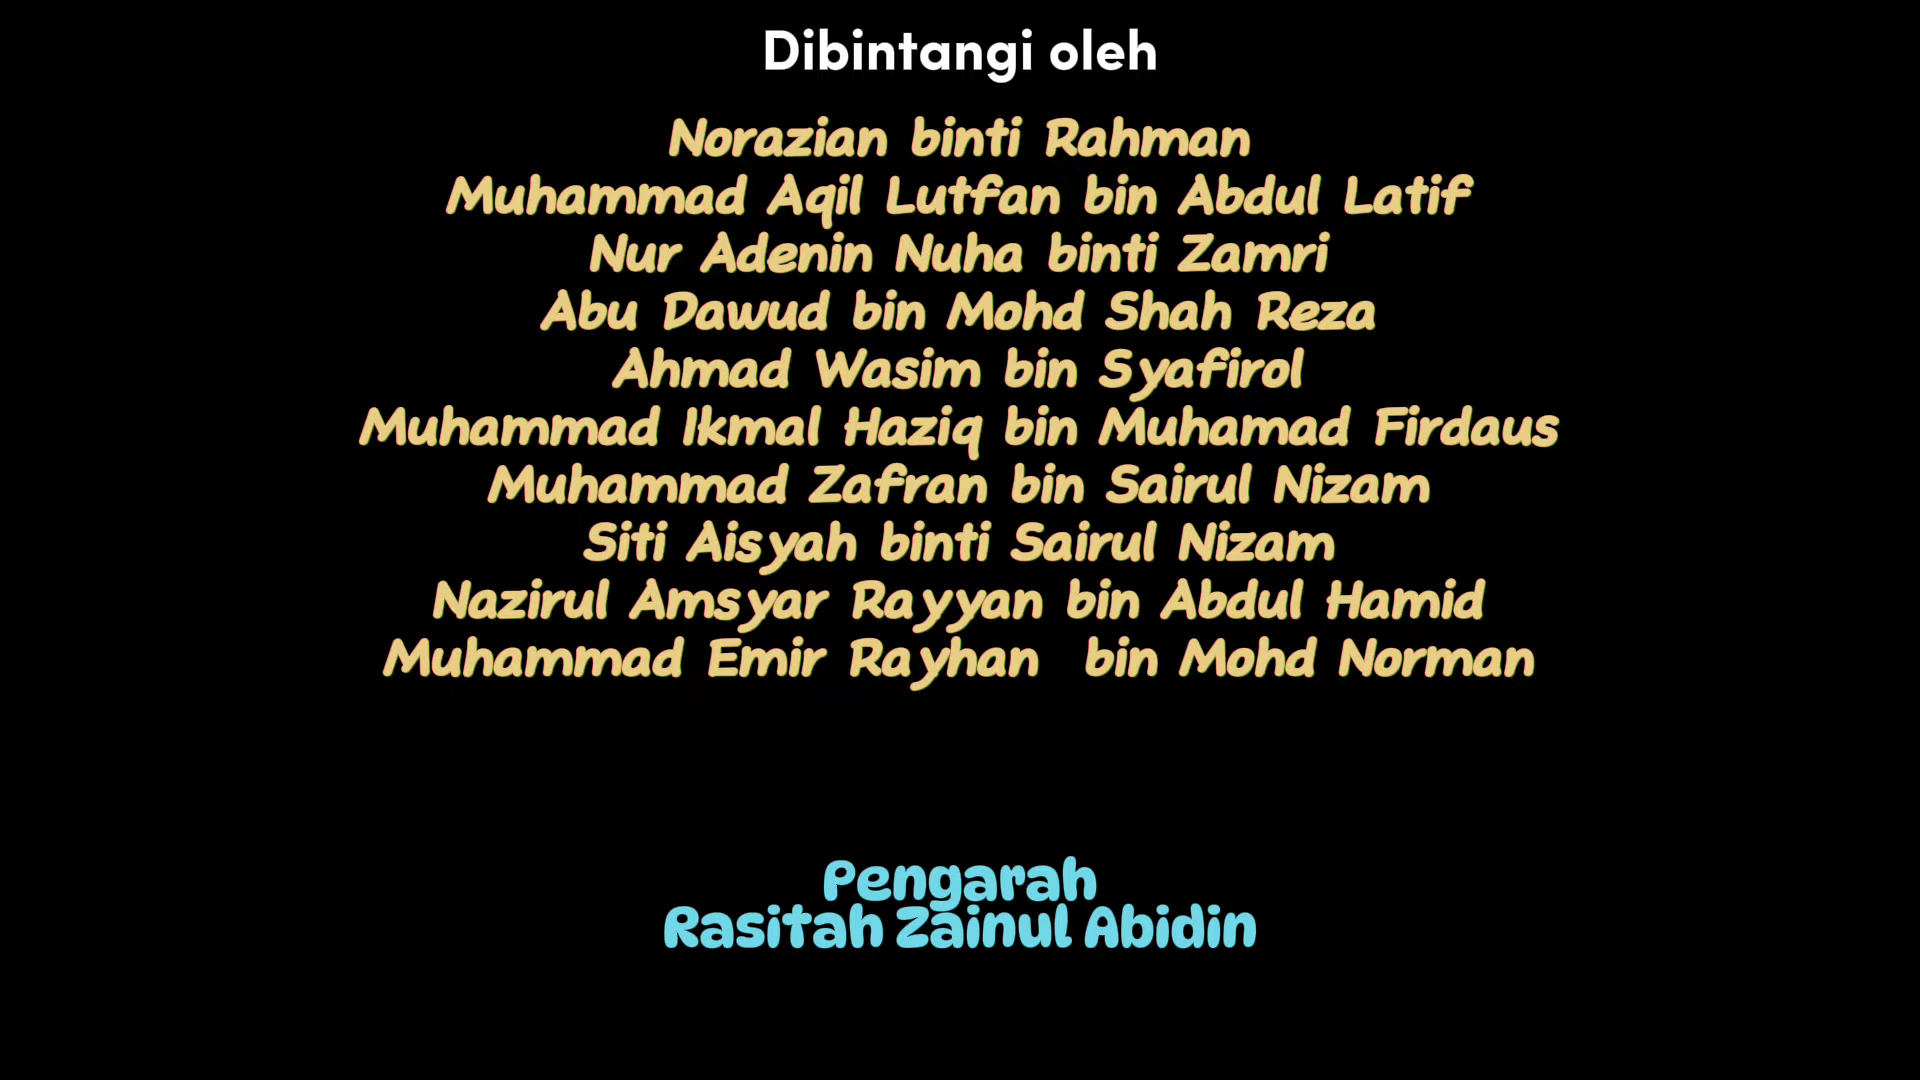 Dibintangi oleh
Norazian binti Rahman
Muhammad Aqil Lutfan bin Abdul Latif
Nur Adenin Nuha binti Zamri
Abu Dawud bin Mohd Shah Reza
Ahmad Wasim bin Syafirol
Muhammad Ikmal Haziq bin Muhamad Firdaus
Muhammad Zafran bin Sairul Nizam
Siti Aisyah binti Sairul Nizam
Nazirul Amsyar Rayyan bin Abdul Hamid
Muhammad Emir Rayhan  bin Mohd Norman
Pengarah
Rasitah Zainul Abidin